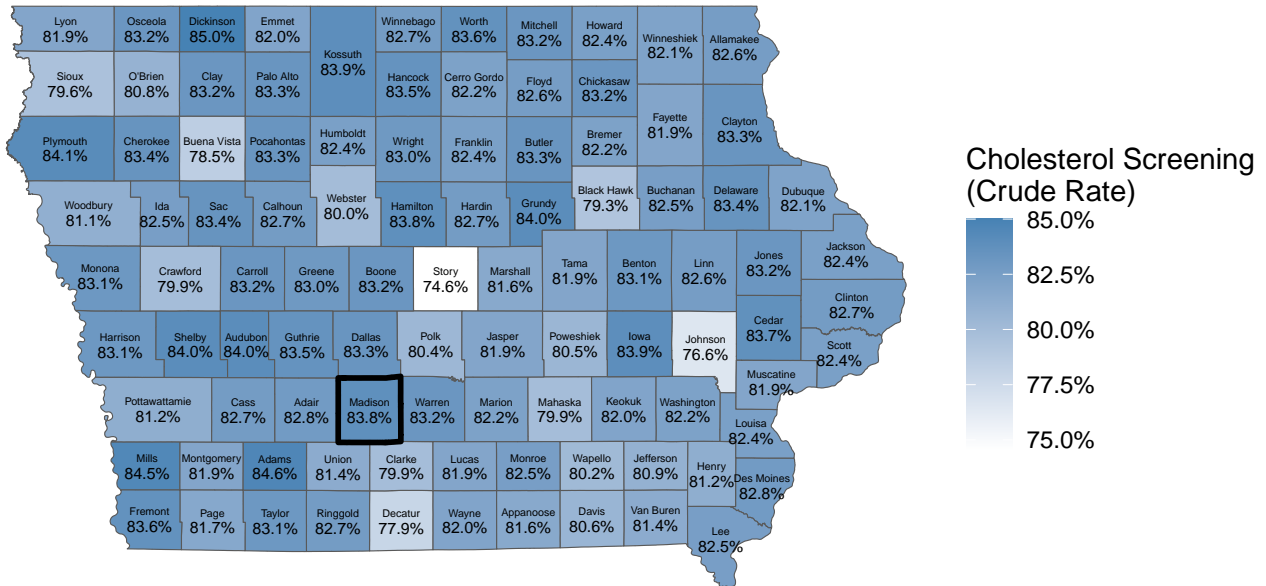 Lyon
81.9%
Osceola
83.2%
Dickinson
85.0%
Emmet
82.0%
Kossuth
83.9%
Winnebago
82.7%
Worth
83.6%
Mitchell
83.2%
Howard
82.4%
Winneshiek
82.1%
Allamakee
82.6%
Sioux
79.6%
O'Brien
80.8%
Clay
83.2%
Palo Alto
83.3%
Hancock
83.5%
Cerro Gordo
82.2%
Floyd
82.6%
Chickasaw
83.2%
Fayette
81.9%
Clayton
83.3%
Plymouth
84.1%
Cherokee
83.4%
Buena Vista
78.5%
Pocahontas
83.3%
Humboldt
82.4%
Wright
83.0%
Franklin
82.4%
Butler
83.3%
Bremer
82.2%
Woodbury
81.1%
Ida
82.5%
Sac
83.4%
Calhoun
82.7%
Webster
80.0%
Hamilton
83.8%
Hardin
82.7%
Grundy
84.0%
Black Hawk
79.3%
Buchanan
82.5%
Delaware
83.4%
Dubuque
82.1%
Monona
83.1%
Crawford
79.9%
Carroll
83.2%
Greene
83.0%
Boone
83.2%
Story
74.6%
Marshall
81.6%
Tama
81.9%
Benton
83.1%
Linn
82.6%
Jones
83.2%
Jackson
82.4%
Clinton
82.7%
Harrison
83.1%
Shelby
84.0%
Audubon
84.0%
Guthrie
83.5%
Dallas
83.3%
Polk
80.4%
Jasper
81.9%
Poweshiek
80.5%
Iowa
83.9%
Johnson
76.6%
Cedar
83.7%
Scott
82.4%
Muscatine
81.9%
Pottawattamie
81.2%
Cass
82.7%
Adair
82.8%
Madison
83.8%
Warren
83.2%
Marion
82.2%
Mahaska
79.9%
Keokuk
82.0%
Washington
82.2%
Louisa
82.4%
Mills
84.5%
Montgomery
81.9%
Adams
84.6%
Union
81.4%
Clarke
79.9%
Lucas
81.9%
Monroe
82.5%
Wapello
80.2%
Jefferson
80.9%
Henry
81.2%
Des Moines
82.8%
Fremont
83.6%
Page
81.7%
Taylor
83.1%
Ringgold
82.7%
Decatur
77.9%
Wayne
82.0%
Appanoose
81.6%
Davis
80.6%
Van Buren
81.4%
Lee
82.5%
Cholesterol Screening
(Crude Rate)
85.0%
82.5%
80.0%
77.5%
75.0%